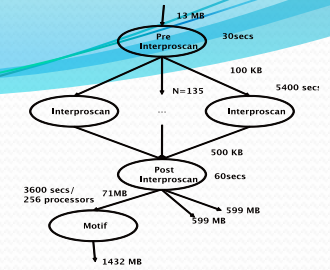 13 MB
Pre
Interproscan
30secs
100 KB
N=135
5400 secs
Interproscan
...
Interproscan
500 KB
Post
Interproscan
60secs
3600 secs/
256 processors
71MB
599 MB
599 MB
Motif
1432 MB